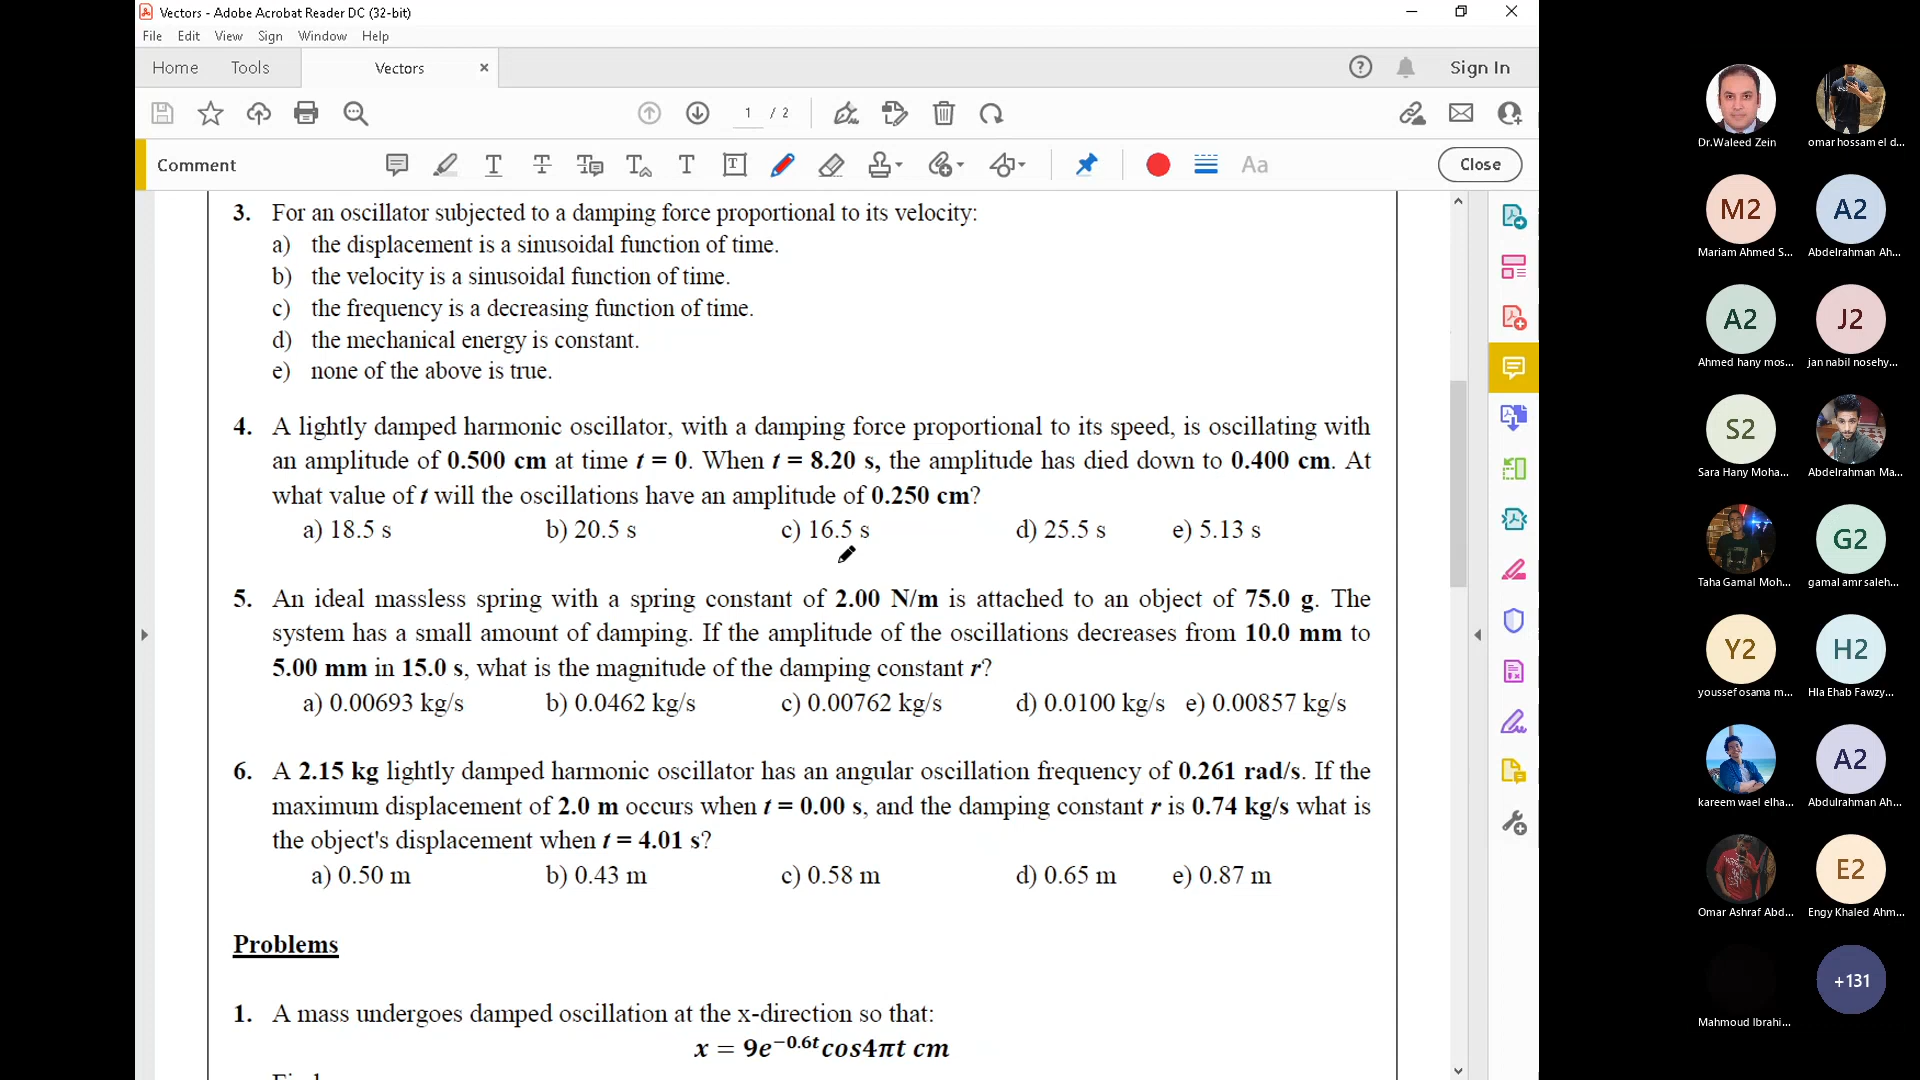 Vectors - Adobe Acrobat Reader DC (32-bit)
File Edit View Sign Window Help
Home Tools Vectors × Sign In
1 / 2
Comment Aa Close
3. For an oscillator subjected to a damping force proportional to its velocity:
a) the displacement is a sinusoidal function of time.
b) the velocity is a sinusoidal function of time.
c) the frequency is a decreasing function of time.
d) the mechanical energy is constant.
e) none of the above is true.
4. A lightly damped harmonic oscillator, with a damping force proportional to its speed, is oscillating with
an amplitude of 0.500 cm at time t = 0. When t = 8.20 s, the amplitude has died down to 0.400 cm. At
what value of t will the oscillations have an amplitude of 0.250 cm?
a) 18.5 s b) 20.5 s c) 16.5 s d) 25.5 s e) 5.13 s
5. An ideal massless spring with a spring constant of 2.00 N/m is attached to an object of 75.0 g. The
system has a small amount of damping. If the amplitude of the oscillations decreases from 10.0 mm to
5.00 mm in 15.0 s, what is the magnitude of the damping constant r?
a) 0.00693 kg/s b) 0.0462 kg/s c) 0.00762 kg/s d) 0.0100 kg/s e) 0.00857 kg/s
6. A 2.15 kg lightly damped harmonic oscillator has an angular oscillation frequency of 0.261 rad/s. If the
maximum displacement of 2.0 m occurs when t = 0.00 s, and the damping constant r is 0.74 kg/s what is
the object's displacement when t = 4.01 s?
a) 0.50 m b) 0.43 m c) 0.58 m d) 0.65 m e) 0.87 m
Problems
1. A mass undergoes damped oscillation at the x-direction so that:
x = 9e^{-0.6t}cos4πt cm
Dr.Waleed Zein omar hossam el d...
M2 A2
Mariam Ahmed S... Abdelrahman Ah...
A2 J2
Ahmed hany mos... jan nabil nosehy...
S2
Sara Hany Moha... Abdelrahman Ma...
G2
Taha Gamal Moh... gamal amr saleh...
Y2 H2
youssef osama m... Hla Ehab Fawzy...
A2
kareem wael elha... Abdulrahman Ah...
E2
Omar Ashraf Abd... Engy Khaled Ahm...
+131
Mahmoud Ibrahi...